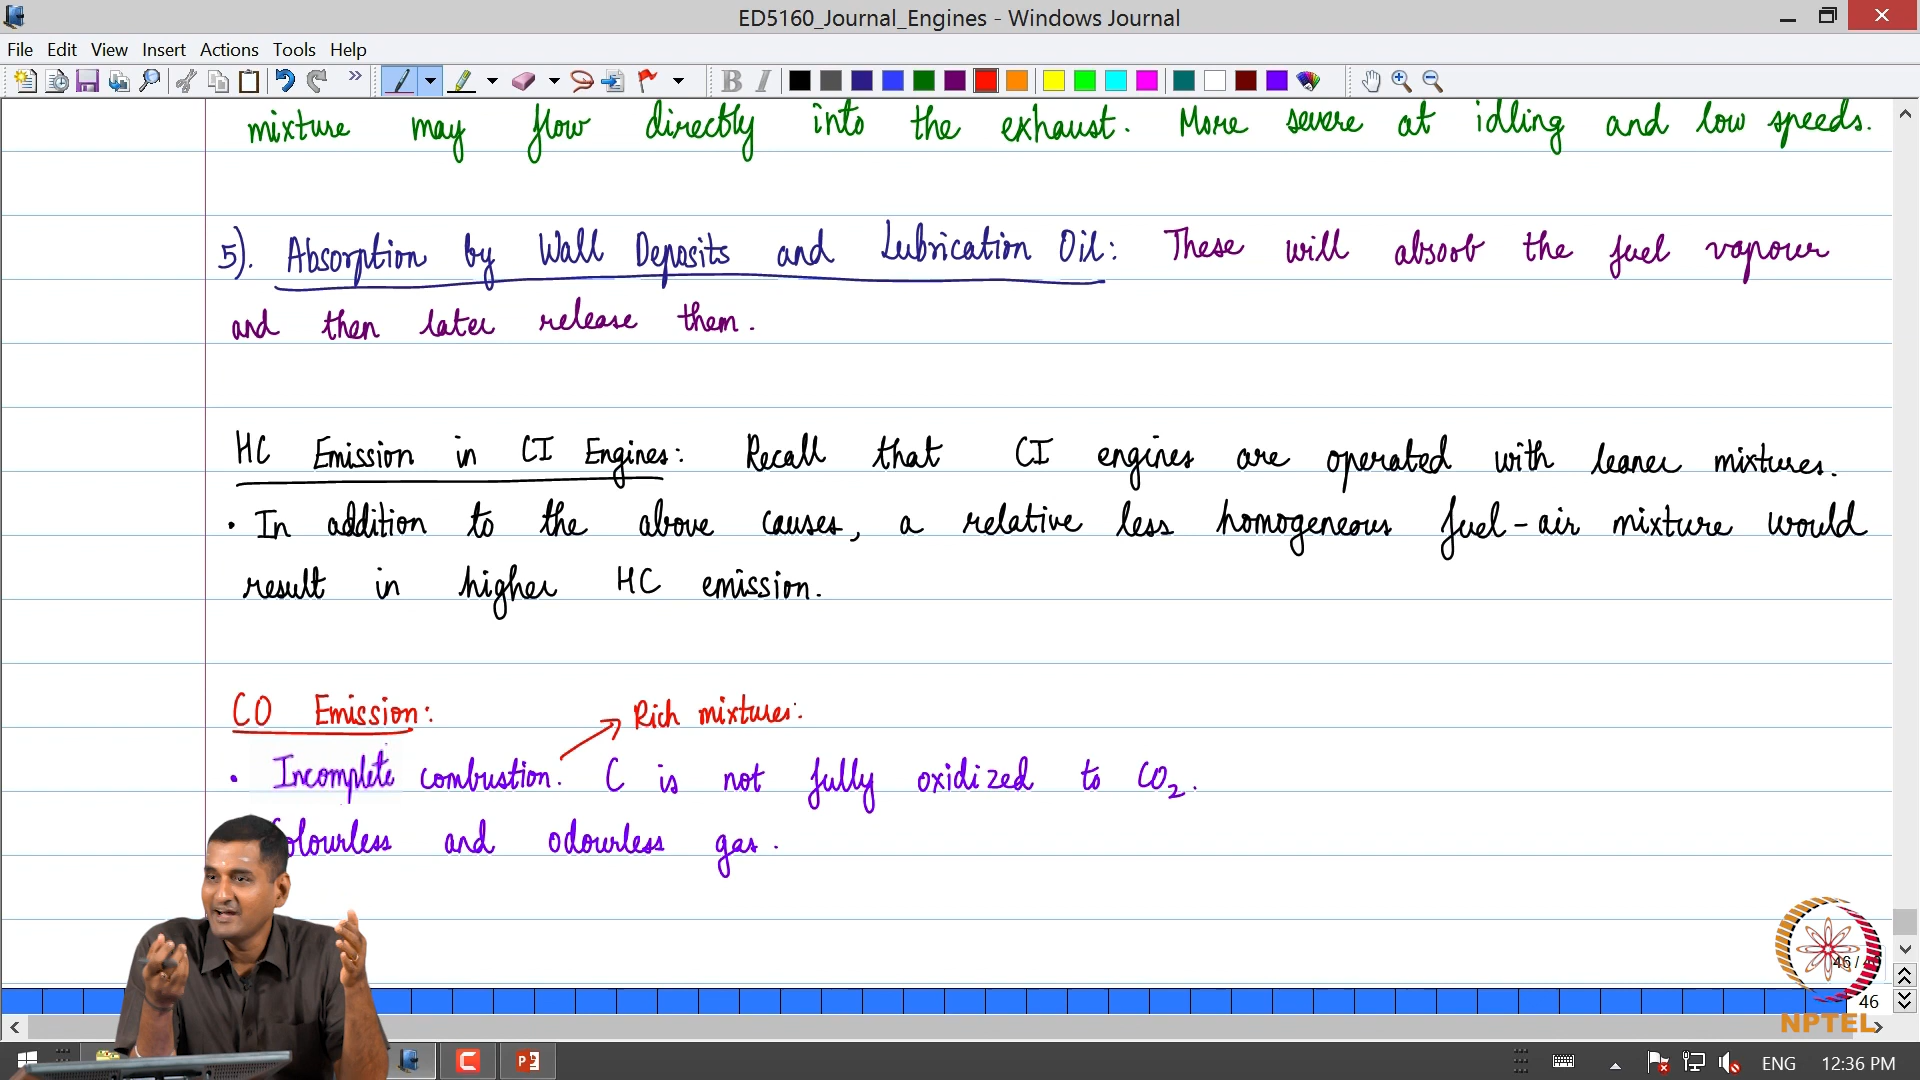 ED5160_Journal_Engines - Windows Journal
File Edit View Insert Actions Tools Help
mixture may flow directly into the exhaust. More severe at idling and low speeds.
5). Absorption by Wall Deposits and Lubrication Oil: These will absorb the fuel vapour
and then later release them.
HC Emission in CI Engines: Recall that CI engines are operated with leaner mixtures.
• In addition to the above causes, a relative less homogeneous fuel-air mixture would
result in higher HC emission.
CO Emission: Rich mixtures.
• Incomplete combustion. C is not fully oxidized to CO2.
Colourless and odourless gas.
46
NPTEL
ENG 12:36 PM